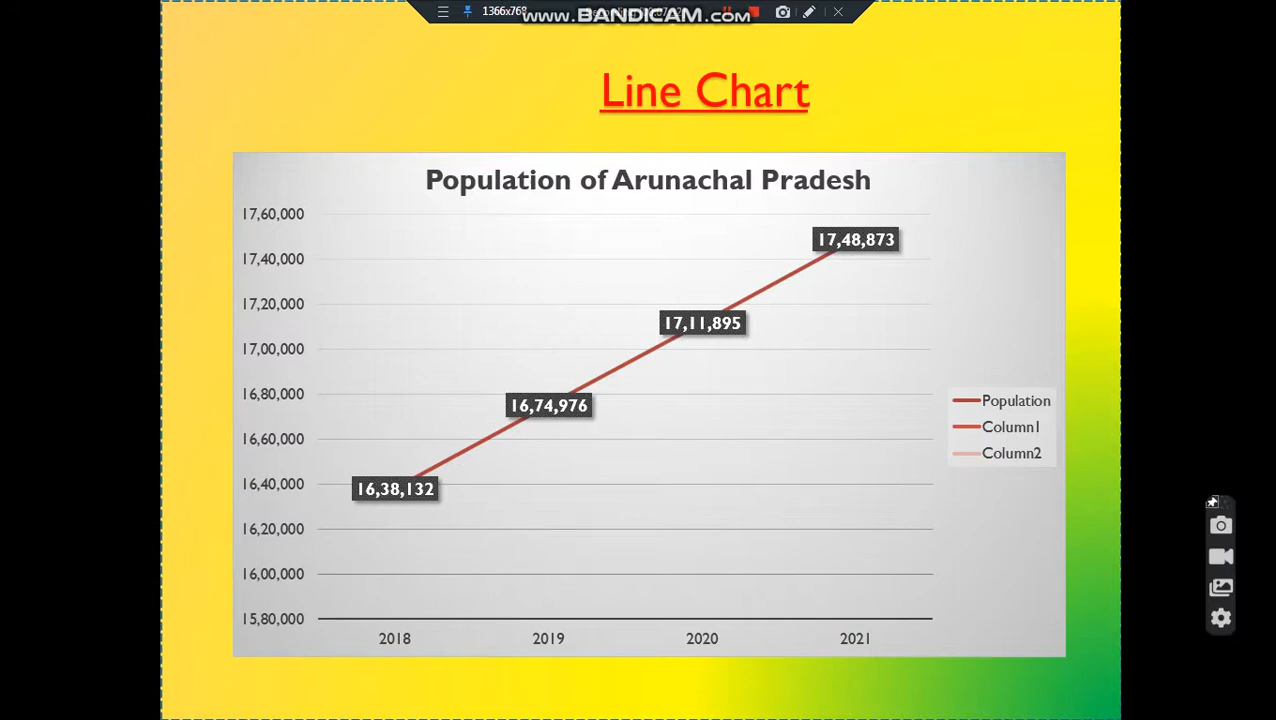 1366x768
www.BANDICAM.com
Line Chart
Population of Arunachal Pradesh
17,60,000
17,40,000
17,20,000
17,00,000
16,80,000
16,60,000
16,40,000
16,20,000
16,00,000
15,80,000
17,48,873
17,11,895
16,74,976
16,38,132
Population
Column1
Column2
2018 2019 2020 2021